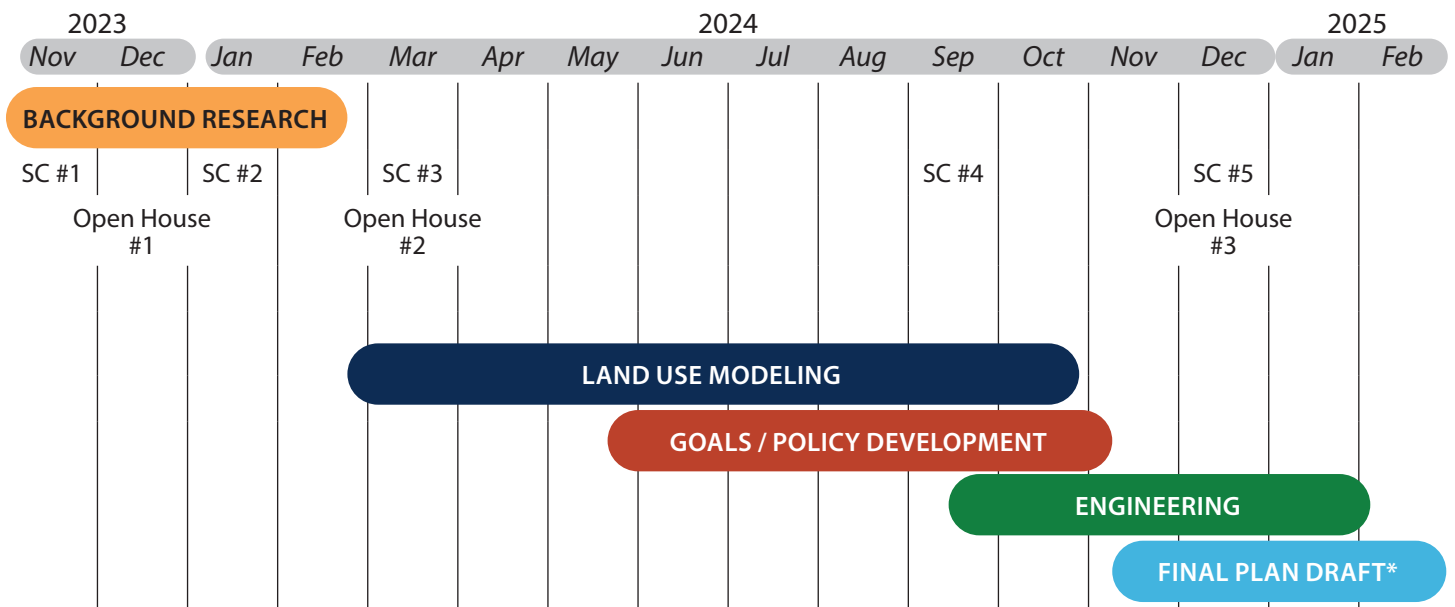 2023 2024 2025
Nov Dec Jan Feb Mar Apr May Jun Jul Aug Sep Oct Nov Dec Jan Feb
BACKGROUND RESEARCH
SC #1 SC #2 SC #3 SC #4 SC #5
Open House Open House Open House
#1 #2 #3
LAND USE MODELING
GOALS / POLICY DEVELOPMENT
ENGINEERING
FINAL PLAN DRAFT*